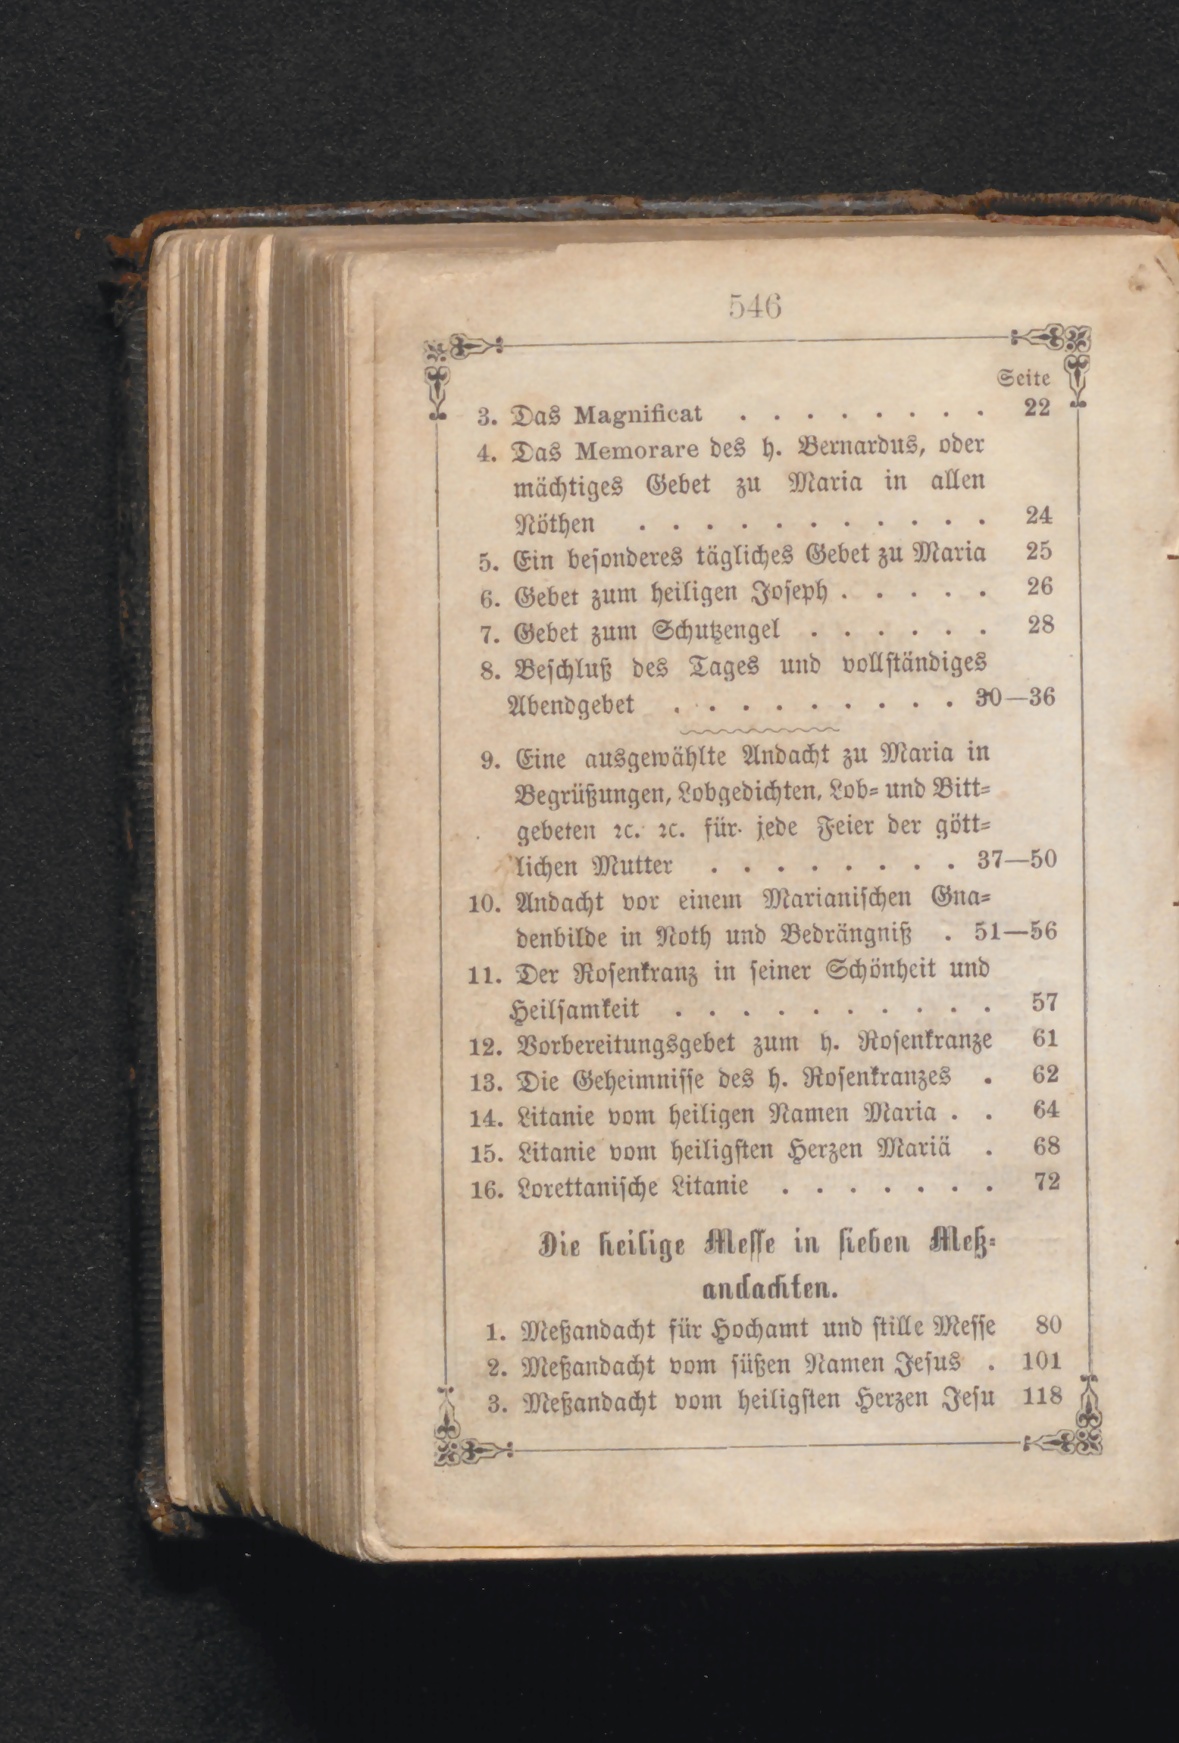 546
Seite
3. Das Magnificat . . . . . . . . 22
4. Das Memorare des h. Bernardus, oder
mächtiges Gebet zu Maria in allen
Nöthen . . . . . . . . . . . 24
5. Ein besonderes tägliches Gebet zu Maria 25
6. Gebet zum heiligen Joseph . . . . . 26
7. Gebet zum Schutzengel . . . . . . 28
8. Beschluß des Tages und vollständiges
Abendgebet . . . . . . . . . 30—36
9. Eine ausgewählte Andacht zu Maria in
Begrüßungen, Lobgedichten, Lob= und Bitt=
gebeten ꝛc. ꝛc. für jede Feier der gött=
lichen Mutter . . . . . . . . 37—50
10. Andacht vor einem Marianischen Gna=
denbilde in Noth und Bedrängniß . 51—56
11. Der Rosenkranz in seiner Schönheit und
Heilsamkeit . . . . . . . . . . 57
12. Vorbereitungsgebet zum h. Rosenkranze 61
13. Die Geheimnisse des h. Rosenkranzes . 62
14. Litanie vom heiligen Namen Maria . . 64
15. Litanie vom heiligsten Herzen Mariä . 68
16. Lorettanische Litanie . . . . . . . 72
Die heilige Messe in sieben Meß=
andachten.
1. Meßandacht für Hochamt und stille Messe 80
2. Meßandacht vom süßen Namen Jesus . 101
3. Meßandacht vom heiligsten Herzen Jesu 118